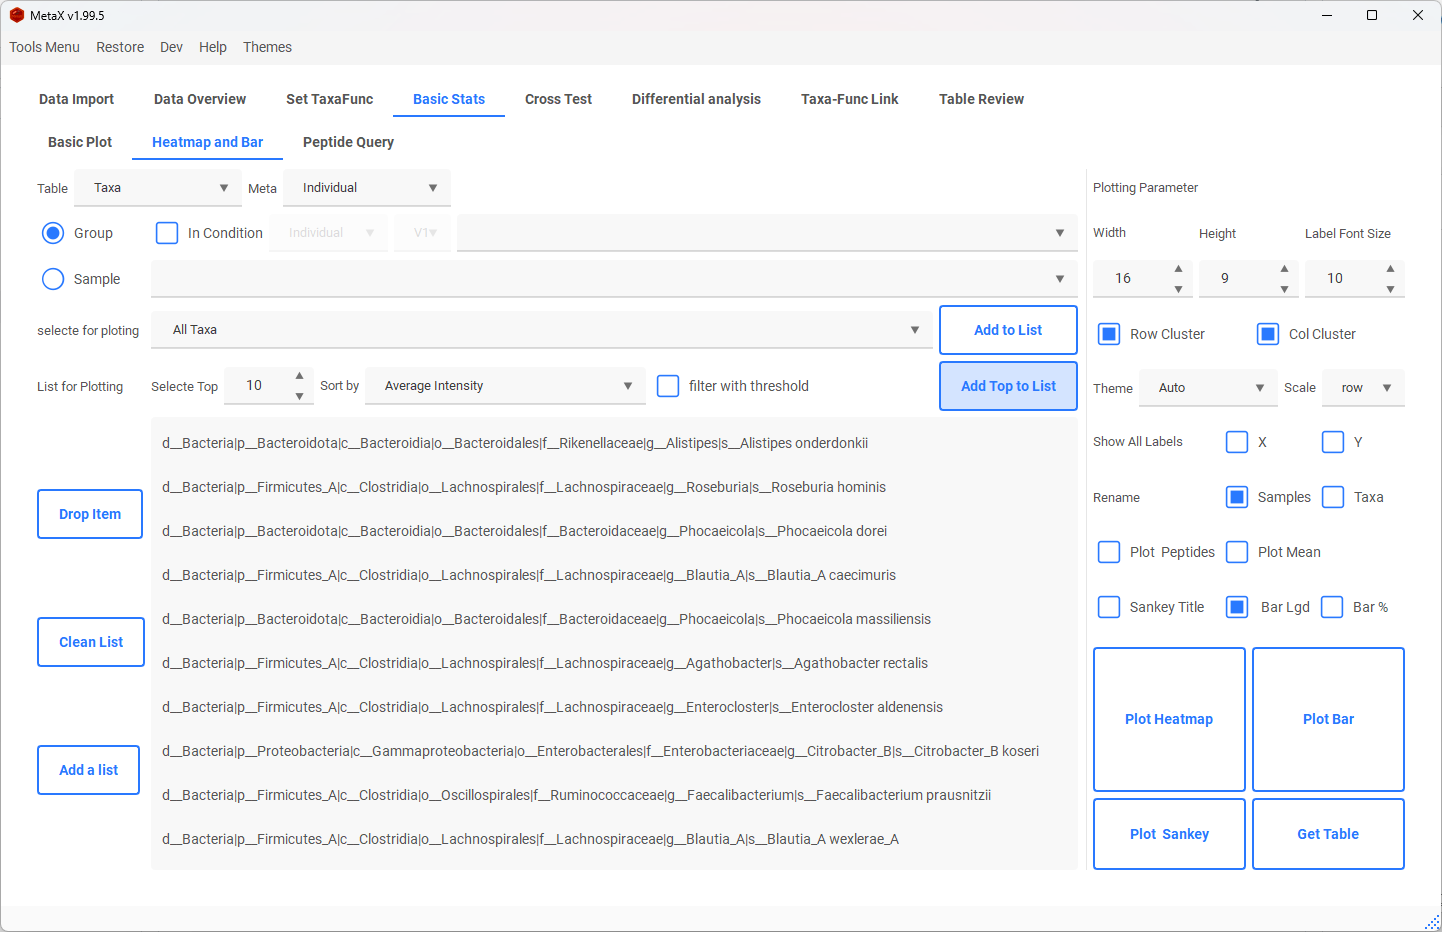 MetaX v1.99.5
Tools Menu Restore Dev Help Themes
Data Import Data Overview Set TaxaFunc Basic Stats Cross Test Differential analysis Taxa-Func Link Table Review
Basic Plot Heatmap and Bar Peptide Query
Table Taxa Meta Individual
Group In Condition Individual V1
Sample
selecte for ploting All Taxa Add to List
List for Plotting Selecte Top 10 Sort by Average Intensity filter with threshold Add Top to List
d__Bacteria|p__Bacteroidota|c__Bacteroidia|o__Bacteroidales|f__Rikenellaceae|g__Alistipes|s__Alistipes onderdonkii
d__Bacteria|p__Firmicutes_A|c__Clostridia|o__Lachnospirales|f__Lachnospiraceae|g__Roseburia|s__Roseburia hominis
d__Bacteria|p__Bacteroidota|c__Bacteroidia|o__Bacteroidales|f__Bacteroidaceae|g__Phocaeicola|s__Phocaeicola dorei
d__Bacteria|p__Firmicutes_A|c__Clostridia|o__Lachnospirales|f__Lachnospiraceae|g__Blautia_A|s__Blautia_A caecimuris
d__Bacteria|p__Bacteroidota|c__Bacteroidia|o__Bacteroidales|f__Bacteroidaceae|g__Phocaeicola|s__Phocaeicola massiliensis
d__Bacteria|p__Firmicutes_A|c__Clostridia|o__Lachnospirales|f__Lachnospiraceae|g__Agathobacter|s__Agathobacter rectalis
d__Bacteria|p__Firmicutes_A|c__Clostridia|o__Lachnospirales|f__Lachnospiraceae|g__Enterocloster|s__Enterocloster aldenensis
d__Bacteria|p__Proteobacteria|c__Gammaproteobacteria|o__Enterobacterales|f__Enterobacteriaceae|g__Citrobacter_B|s__Citrobacter_B koseri
d__Bacteria|p__Firmicutes_A|c__Clostridia|o__Oscillospirales|f__Ruminococcaceae|g__Faecalibacterium|s__Faecalibacterium prausnitzii
d__Bacteria|p__Firmicutes_A|c__Clostridia|o__Lachnospirales|f__Lachnospiraceae|g__Blautia_A|s__Blautia_A wexlerae_A
Drop Item
Clean List
Add a list
Plotting Parameter
Width Height Label Font Size
16 9 10
Row Cluster Col Cluster
Theme Auto Scale row
Show All Labels X Y
Rename Samples Taxa
Plot Peptides Plot Mean
Sankey Title Bar Lgd Bar %
Plot Heatmap Plot Bar
Plot Sankey Get Table